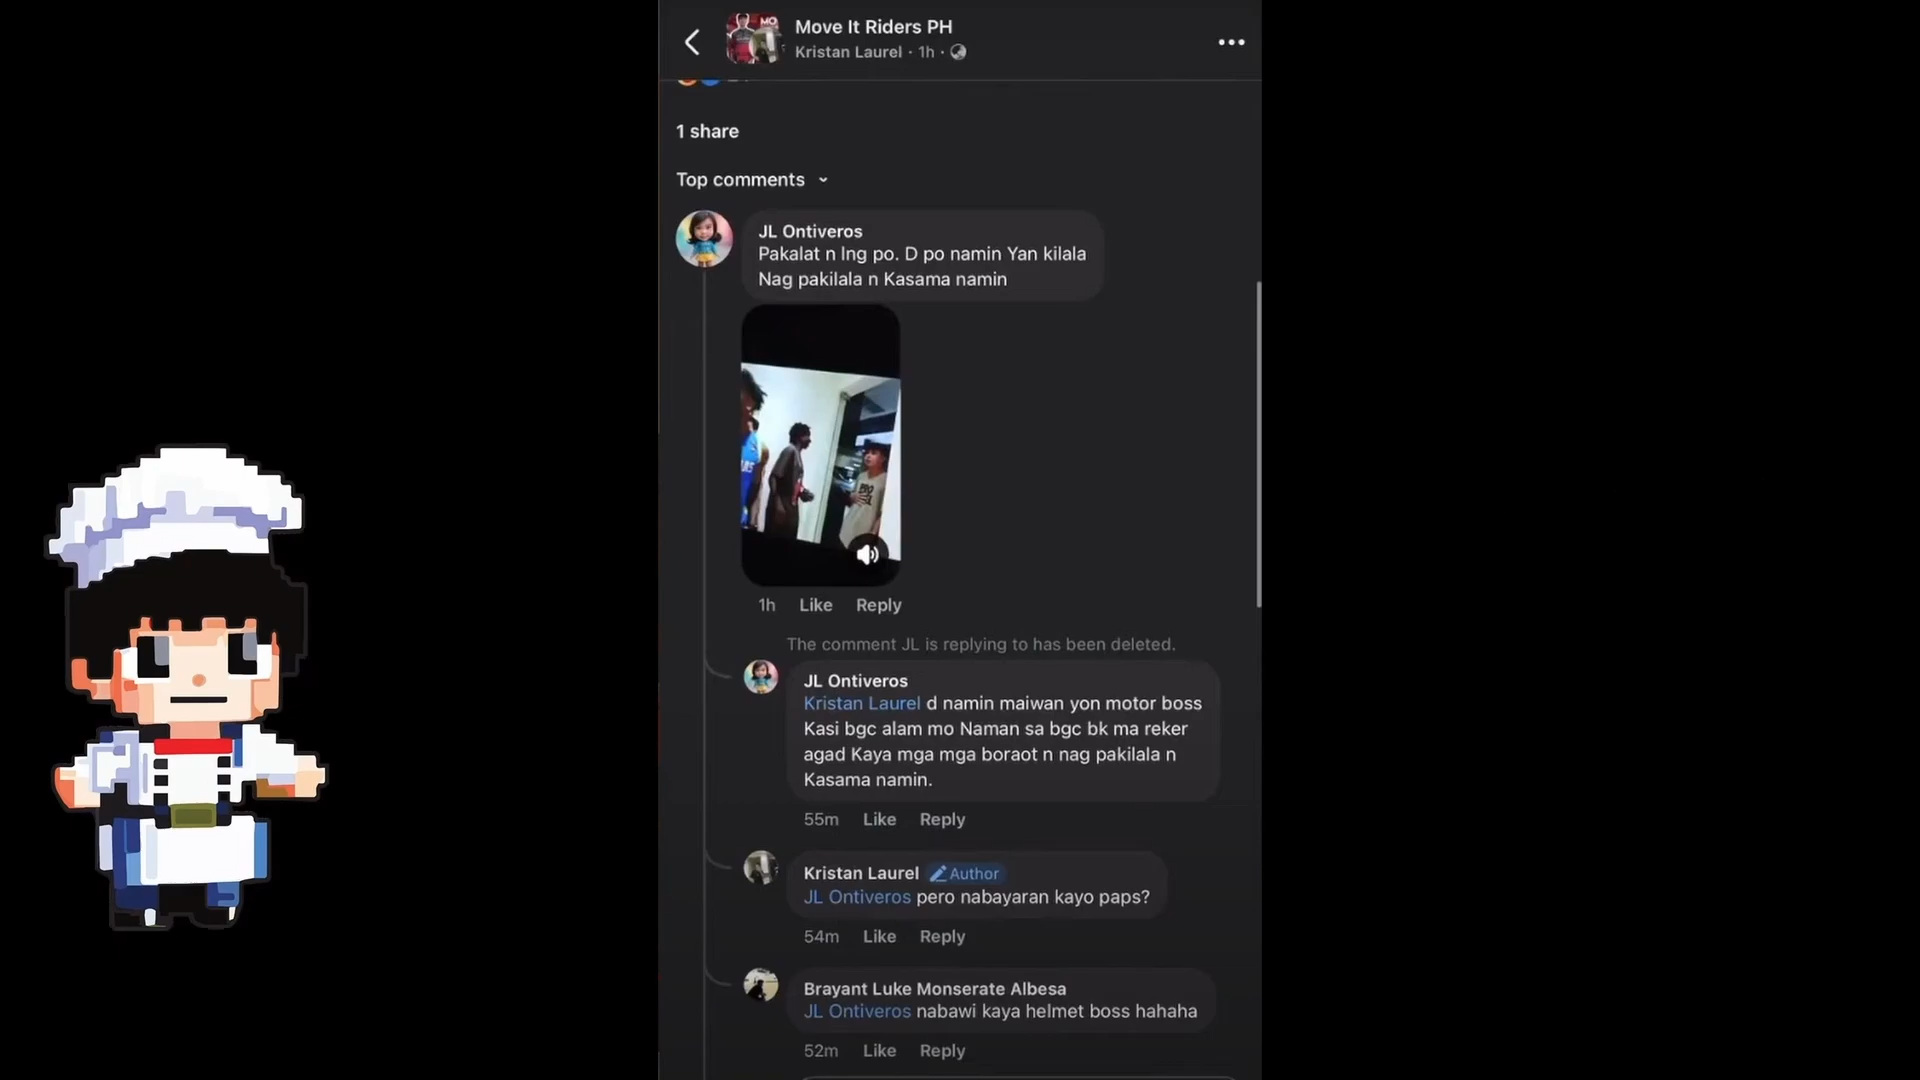 MO
Move It Riders PH
Kristan Laurel · 1h ·
1 share
Top comments
JL Ontiveros
Pakalat n lng po. D po namin Yan kilala
Nag pakilala n Kasama namin
1h Like Reply
The comment JL is replying to has been deleted.
JL Ontiveros
Kristan Laurel d namin maiwan yon motor boss
Kasi bgc alam mo Naman sa bgc bk ma reker
agad Kaya mga mga boraot n nag pakilala n
Kasama namin.
55m Like Reply
Kristan Laurel Author
JL Ontiveros pero nabayaran kayo paps?
54m Like Reply
Brayant Luke Monserate Albesa
JL Ontiveros nabawi kaya helmet boss hahaha
52m Like Reply